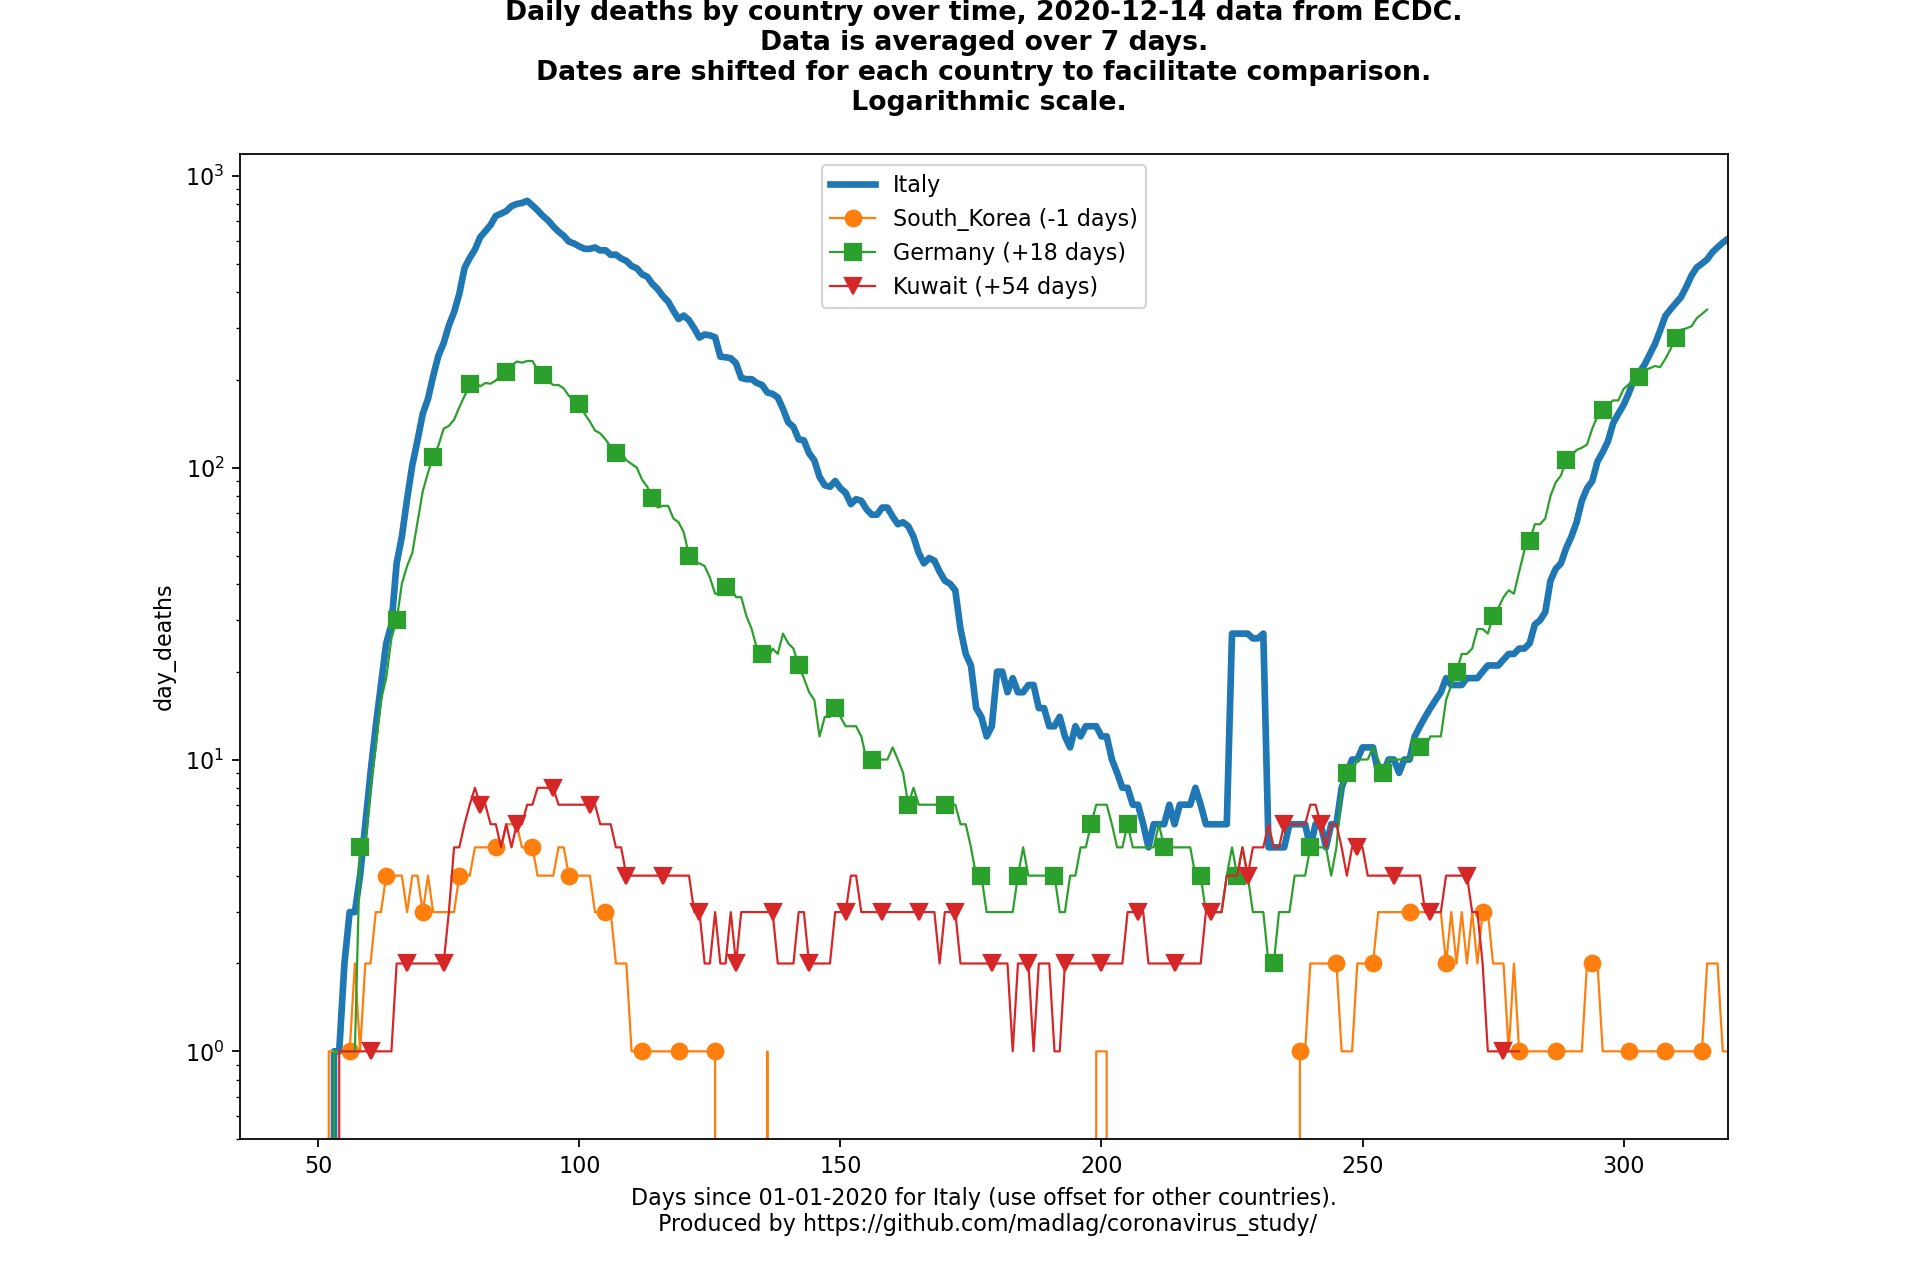 Daily deaths by country over time, 2020-12-14 data from ECDC.
Data is averaged over 7 days.
Dates are shifted for each country to facilitate comparison.
Logarithmic scale.
10³
10²
10¹
10⁰
day_deaths
Italy
South_Korea (-1 days)
Germany (+18 days)
Kuwait (+54 days)
50 100 150 200 250 300
Days since 01-01-2020 for Italy (use offset for other countries).
Produced by https://github.com/madlag/coronavirus_study/